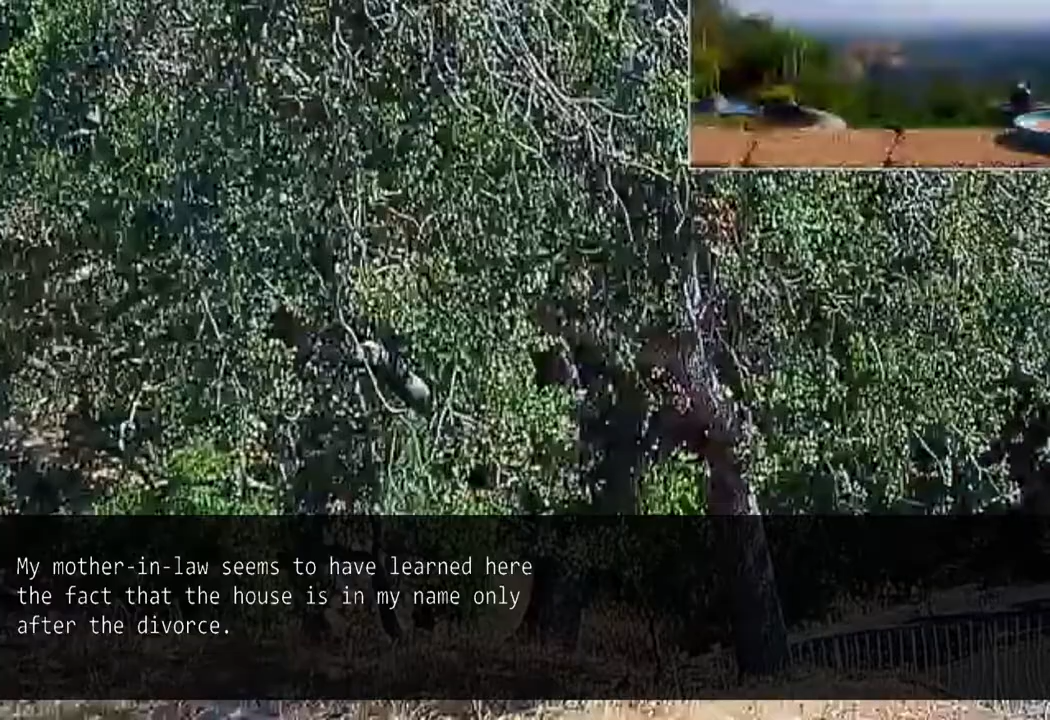 My mother-in-law seems to have learned here
the fact that the house is in my name only
after the divorce.